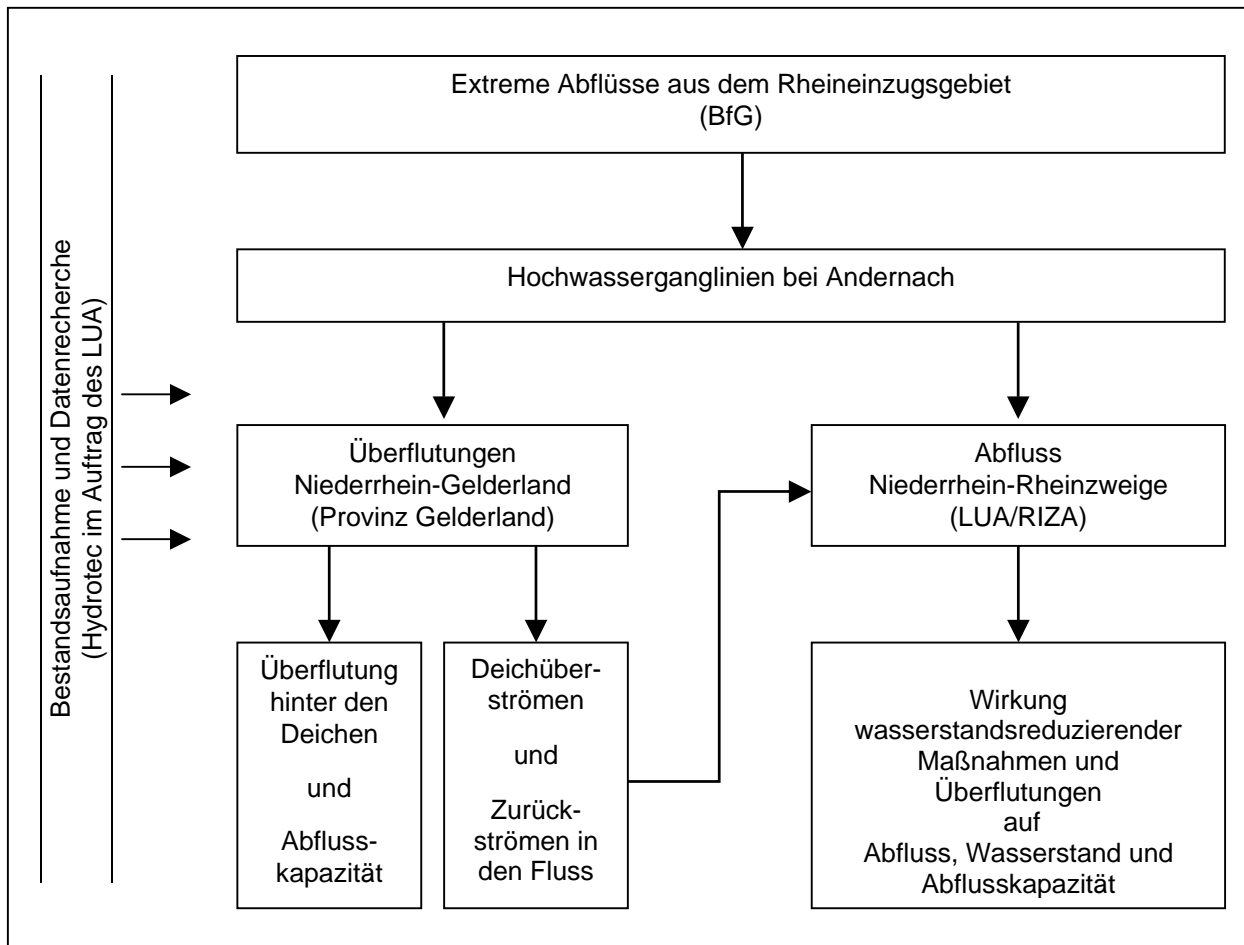 Bestandsaufnahme und Datenrecherche
(Hydrotec im Auftrag des LUA)
Extreme Abflüsse aus dem Rheineinzugsgebiet
(BfG)
Hochwasserganglinien bei Andernach
Überflutungen
Niederrhein-Gelderland
(Provinz Gelderland)
Abfluss
Niederrhein-Rheinzweige
(LUA/RIZA)
Überflutung
hinter den
Deichen
und
Abfluss-
kapazität
Deichüber-
strömen
und
Zurück-
strömen in
den Fluss
Wirkung
wasserstandsreduzierender
Maßnahmen und
Überflutungen
auf
Abfluss, Wasserstand und
Abflusskapazität